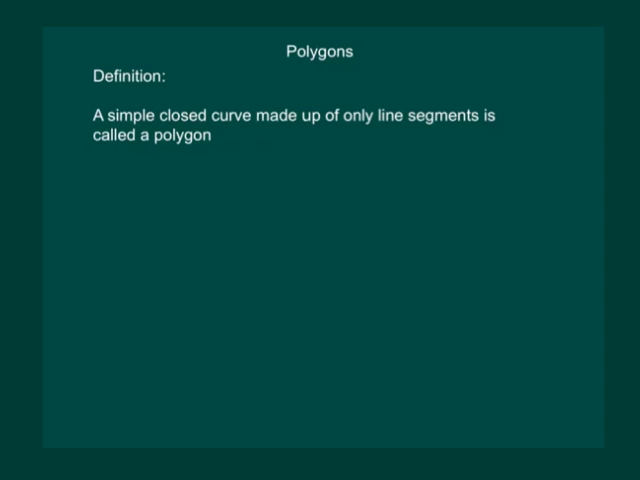 Polygons
Definition:
A simple closed curve made up of only line segments is
called a polygon